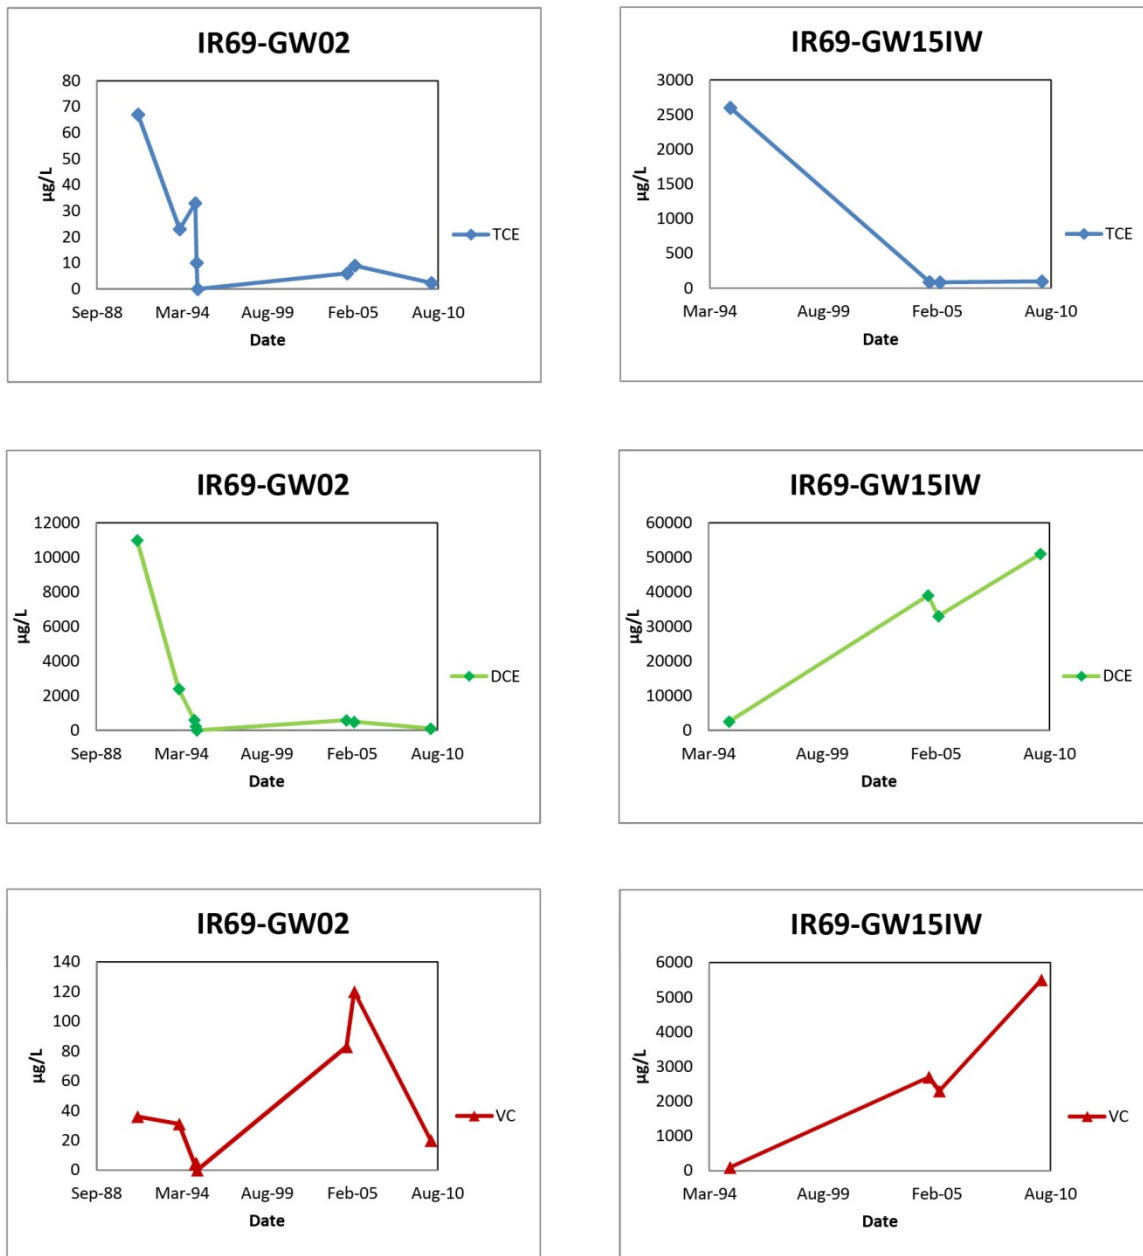 IR69-GW02
80
70
60
50
40
30
20
10
0
µg/L
Sep-88 Mar-94 Aug-99 Feb-05 Aug-10
Date
TCE
IR69-GW15IW
3000
2500
2000
1500
1000
500
0
µg/L
Mar-94 Aug-99 Feb-05 Aug-10
Date
TCE
IR69-GW02
12000
10000
8000
6000
4000
2000
0
µg/L
Sep-88 Mar-94 Aug-99 Feb-05 Aug-10
Date
DCE
IR69-GW15IW
60000
50000
40000
30000
20000
10000
0
µg/L
Mar-94 Aug-99 Feb-05 Aug-10
Date
DCE
IR69-GW02
140
120
100
80
60
40
20
0
µg/L
Sep-88 Mar-94 Aug-99 Feb-05 Aug-10
Date
VC
IR69-GW15IW
6000
5000
4000
3000
2000
1000
0
µg/L
Mar-94 Aug-99 Feb-05 Aug-10
Date
VC